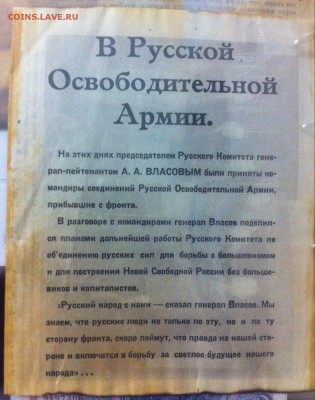 coins.lave.ru
В Русской
Освободительной
Армии.
На этих днях председателем Русского Комитета гене-
рал-лейтенантом А. А. ВЛАСОВЫМ были приняты ко-
мандиры соединений Русской Освободительной Армии,
прибывшие с фронта.
В разговоре с командирами генерал Власов поделил-
ся планами дальнейшей работы Русского Комитета по
об'единению русских сил для борьбы с большевизмом
и для построения Новой Свободной России без больше-
виков и капиталистов.
«Русский народ с нами — сказал генерал Власов. Мы
знаем, что русские люди не только по эту, но и по ту
сторону фронта, скоро поймут, что правда на нашей сто-
роне и включатся в борьбу за светлое будущее нашего
народа» . . .